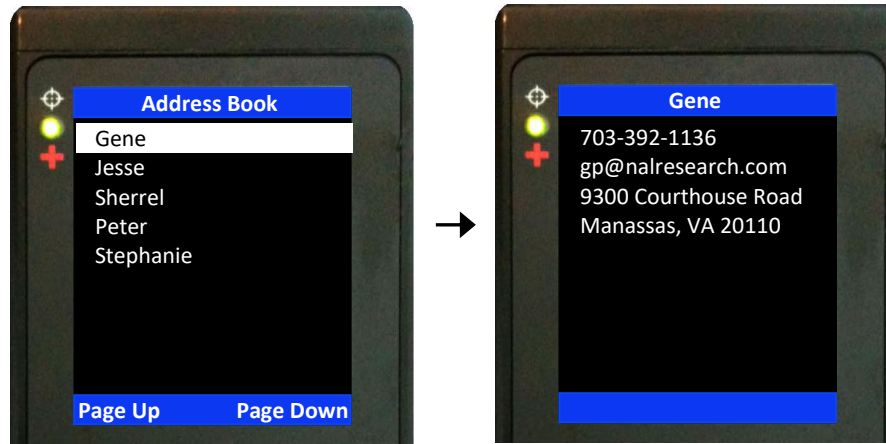 Address Book
Gene
Jesse
Sherrel
Peter
Stephanie
Page Up Page Down
Gene
703-392-1136
gp@nalresearch.com
9300 Courthouse Road
Manassas, VA 20110